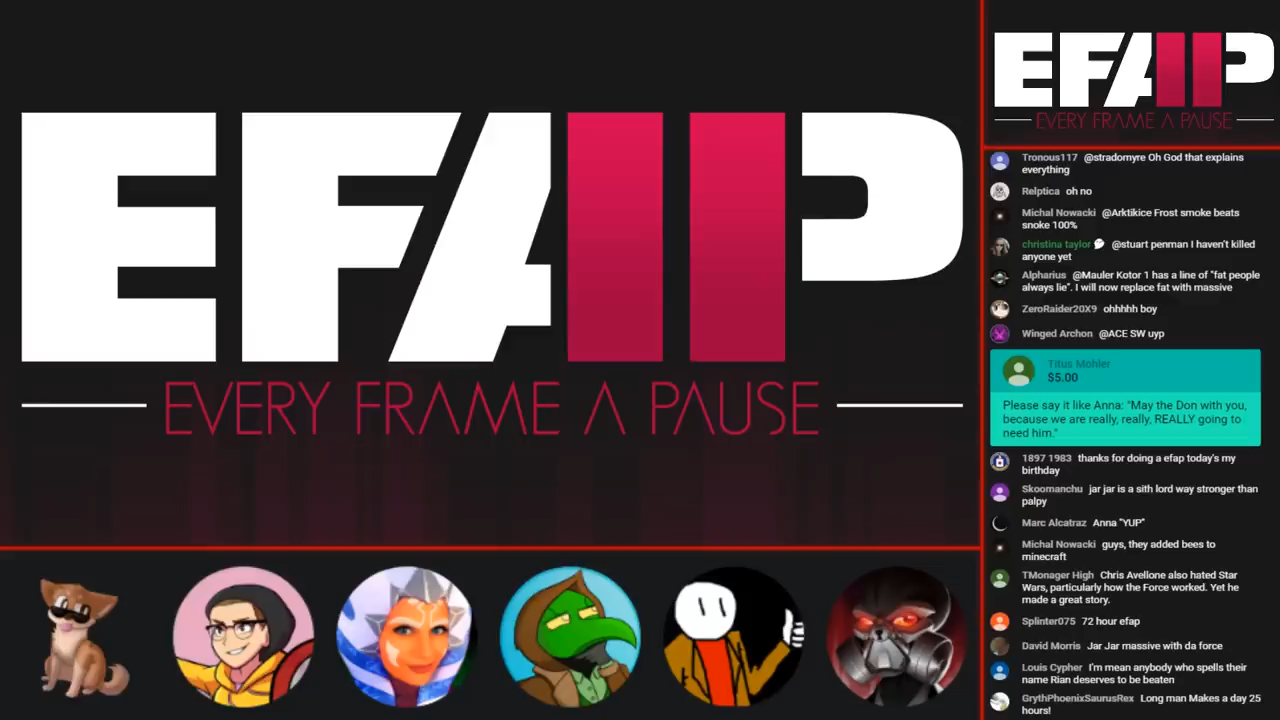 EFAP
EVERY FRAME A PAUSE
EFAP
EVERY FRAME A PAUSE
Tronous117 @stradomyre Oh God that explains
everything
Relptica oh no
Michal Nowacki @Arktikice Frost smoke beats
snoke 100%
christina taylor @stuart penman I haven't killed
anyone yet
Alpharius @Mauler Kotor 1 has a line of "fat people
always lie". I will now replace fat with massive
ZeroRaider20X9 ohhhhh boy
Winged Archon @ACE SW uyp
Titus Mohler
$5.00
Please say it like Anna: "May the Don with you,
because we are really, really, REALLY going to
need him."
1897 1983 thanks for doing a efap today's my
birthday
Skoomanchu jar jar is a sith lord way stronger than
palpy
Marc Alcatraz Anna "YUP"
Michal Nowacki guys, they added bees to
minecraft
TMonager High Chris Avellone also hated Star
Wars, particularly how the Force worked. Yet he
made a great story.
Splinter075 72 hour efap
David Morris Jar Jar massive with da force
Louis Cypher I'm mean anybody who spells their
name Rian deserves to be beaten
GrythPhoenixSaurusRex Long man Makes a day 25
hours!